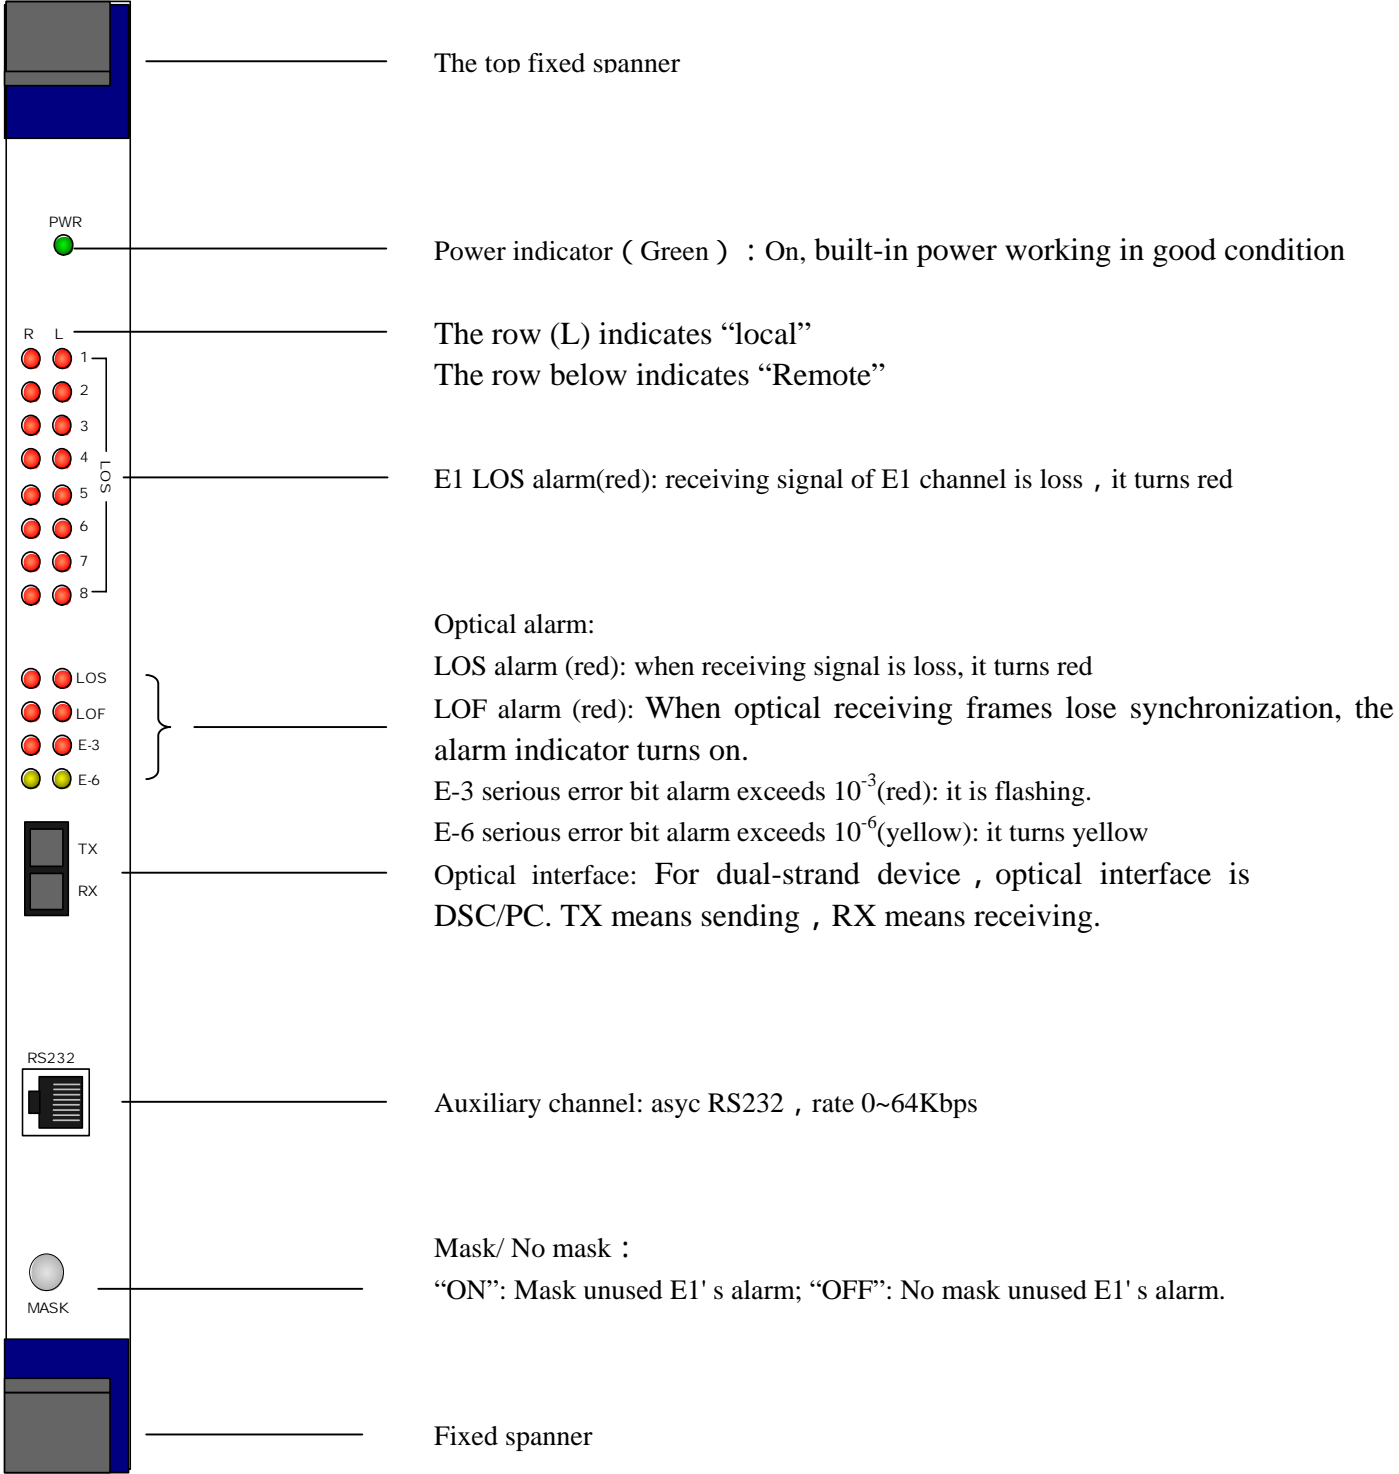 The top fixed spanner
PWR
Power indicator（Green）：On, built-in power working in good condition
R L
The row (L) indicates “local”
The row below indicates “Remote”
1
2
3
4
5
6
7
8
LOS
E1 LOS alarm(red): receiving signal of E1 channel is loss，it turns red
Optical alarm:
LOS
LOS alarm (red): when receiving signal is loss, it turns red
LOF
LOF alarm (red): When optical receiving frames lose synchronization, the
alarm indicator turns on.
E-3
E-3 serious error bit alarm exceeds 10⁻³(red): it is flashing.
E-6
E-6 serious error bit alarm exceeds 10⁻⁶(yellow): it turns yellow
TX
RX
Optical interface: For dual-strand device，optical interface is
DSC/PC. TX means sending，RX means receiving.
RS232
Auxiliary channel: asyc RS232，rate 0~64Kbps
Mask/ No mask：
“ON”: Mask unused E1' s alarm; “OFF”: No mask unused E1' s alarm.
MASK
Fixed spanner